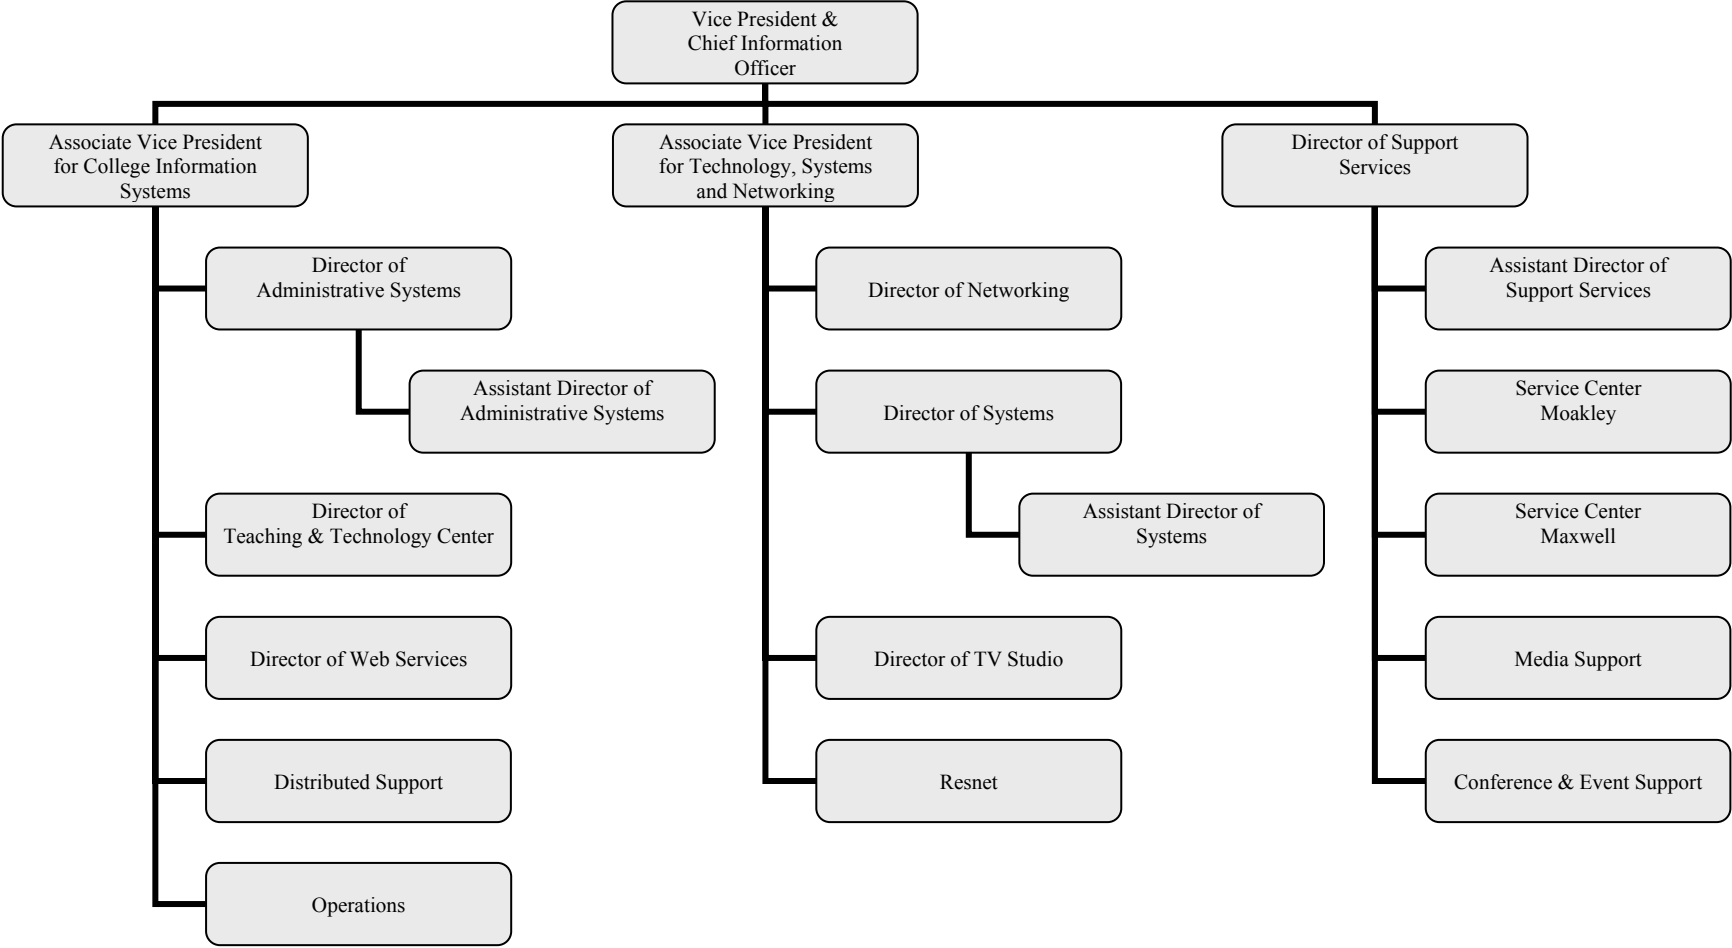 Vice President &
Chief Information
Officer
Associate Vice President
for College Information
Systems
Associate Vice President
for Technology, Systems
and Networking
Director of Support
Services
Director of
Administrative Systems
Director of Networking
Assistant Director of
Support Services
Assistant Director of
Administrative Systems
Director of Systems
Service Center
Moakley
Director of
Teaching & Technology Center
Assistant Director of
Systems
Service Center
Maxwell
Director of Web Services
Director of TV Studio
Media Support
Distributed Support
Resnet
Conference & Event Support
Operations